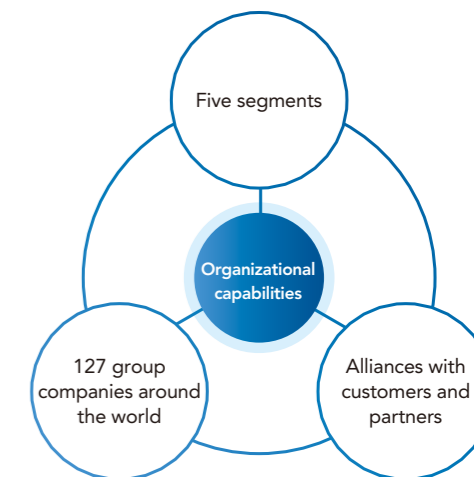 Five segments
Organizational
capabilities
127 group
companies around
the world
Alliances with
customers and
partners